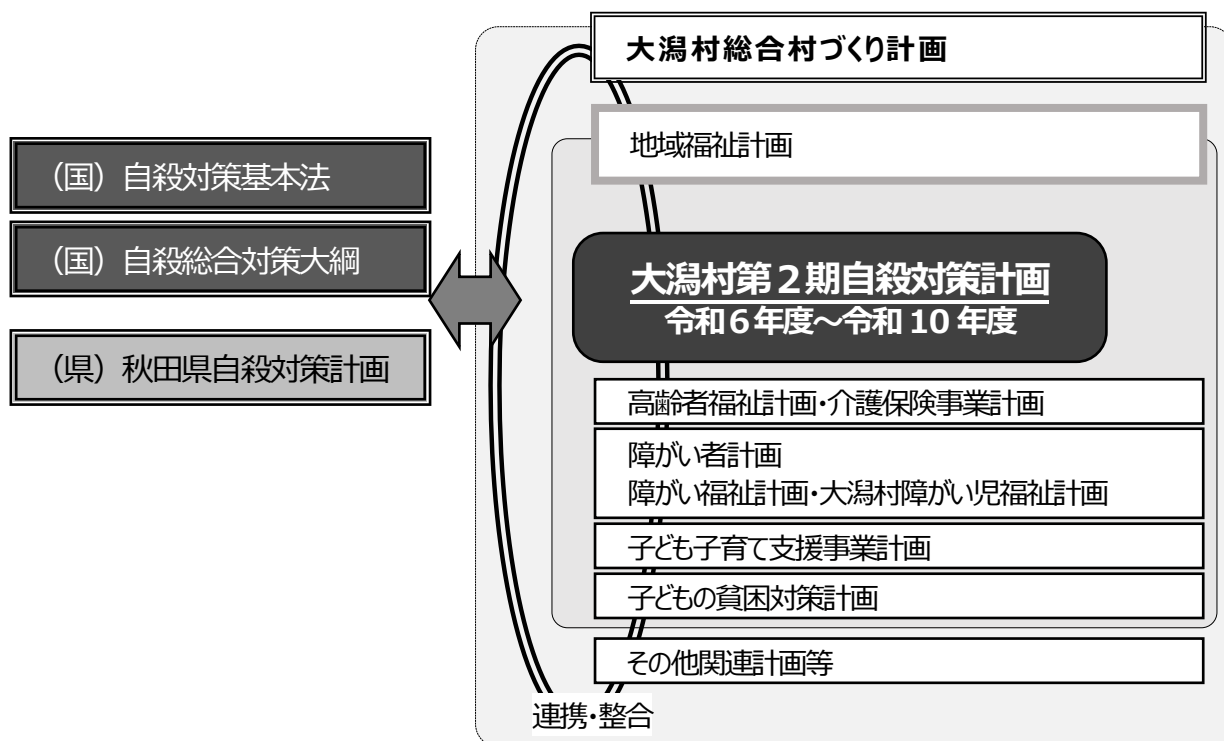 大潟村総合村づくり計画
地域福祉計画
（国）自殺対策基本法
（国）自殺総合対策大綱
（県）秋田県自殺対策計画
大潟村第２期自殺対策計画
令和６年度～令和 10 年度
高齢者福祉計画・介護保険事業計画
障がい者計画
障がい福祉計画・大潟村障がい児福祉計画
子ども子育て支援事業計画
子どもの貧困対策計画
その他関連計画等
連携・整合